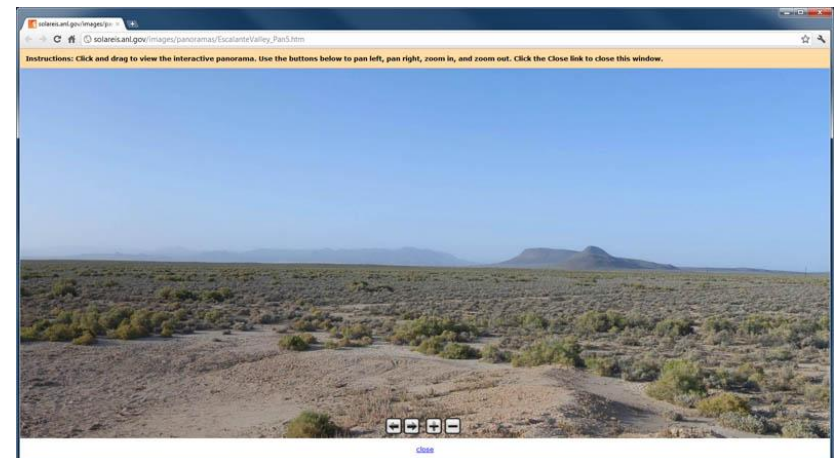 solareis.anl.gov/images/pa
solareis.anl.gov/images/panoramas/EscalanteValley_Pan5.htm
Instructions: Click and drag to view the interactive panorama. Use the buttons below to pan left, pan right, zoom in, and zoom out. Click the Close link to close this window.
close